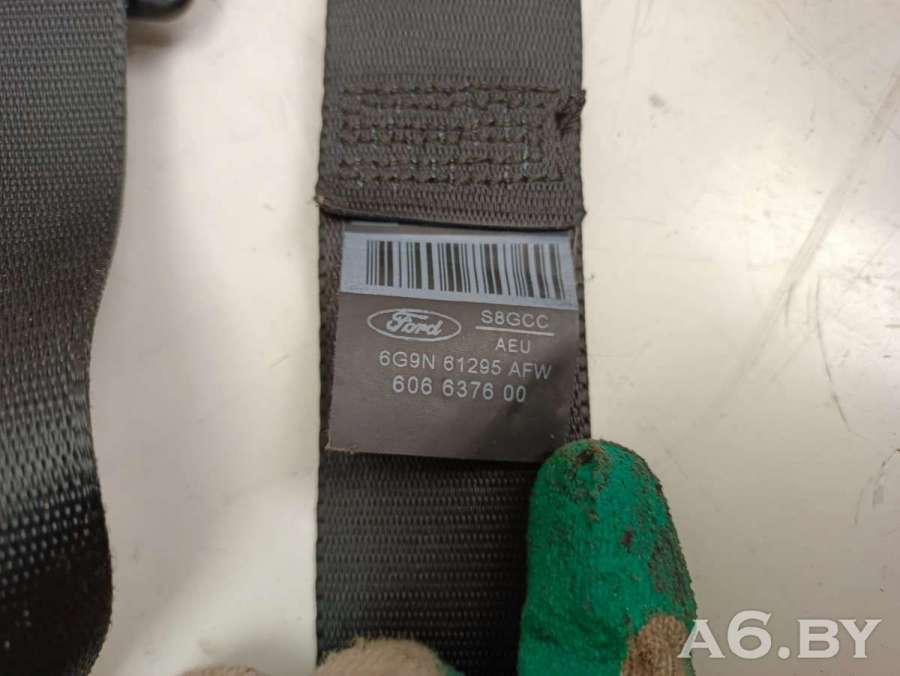 Ford
S8GCC
AEU
6G9N 61295 AFW
606 6376 00
A6.BY